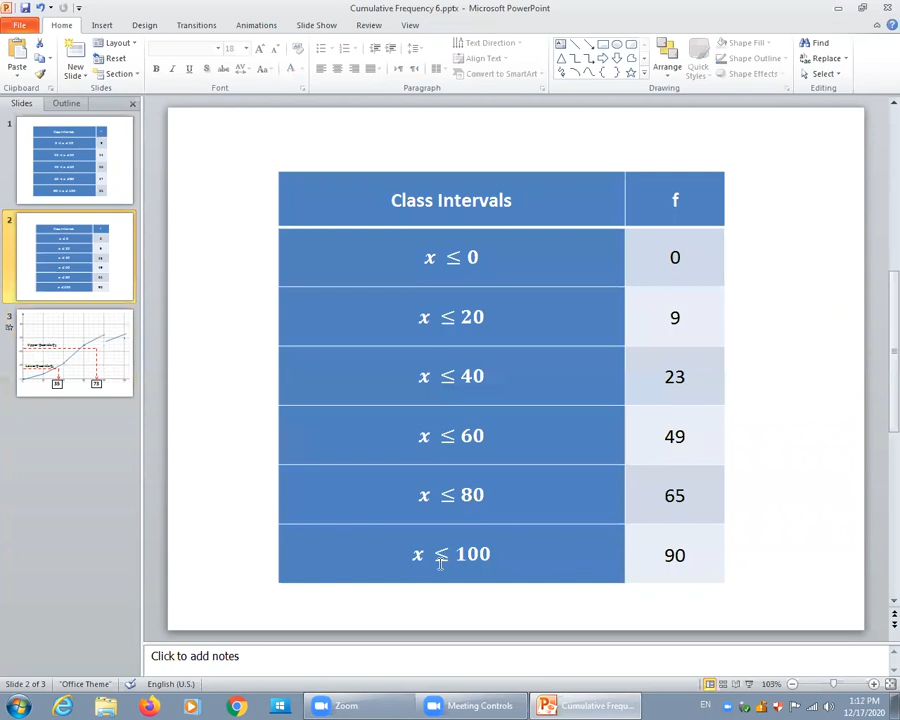 Cumulative Frequency 6.pptx - Microsoft PowerPoint
File Home Insert Design Transitions Animations Slide Show Review View
Paste
Clipboard
New Slide
Layout
Reset
Section
Slides
18
Font
Paragraph
Text Direction
Align Text
Convert to SmartArt
Arrange
Quick Styles
Shape Fill
Shape Outline
Shape Effects
Drawing
Find
Replace
Select
Editing
Slides Outline
1
2
3
Class Intervals f
x ≤ 0 0
x ≤ 20 9
x ≤ 40 23
x ≤ 60 49
x ≤ 80 65
x ≤ 100 90
Click to add notes
Slide 2 of 3 "Office Theme" English (U.S.) 103%
Zoom Meeting Controls Cumulative Frequ... EN 1:12 PM
12/17/2020